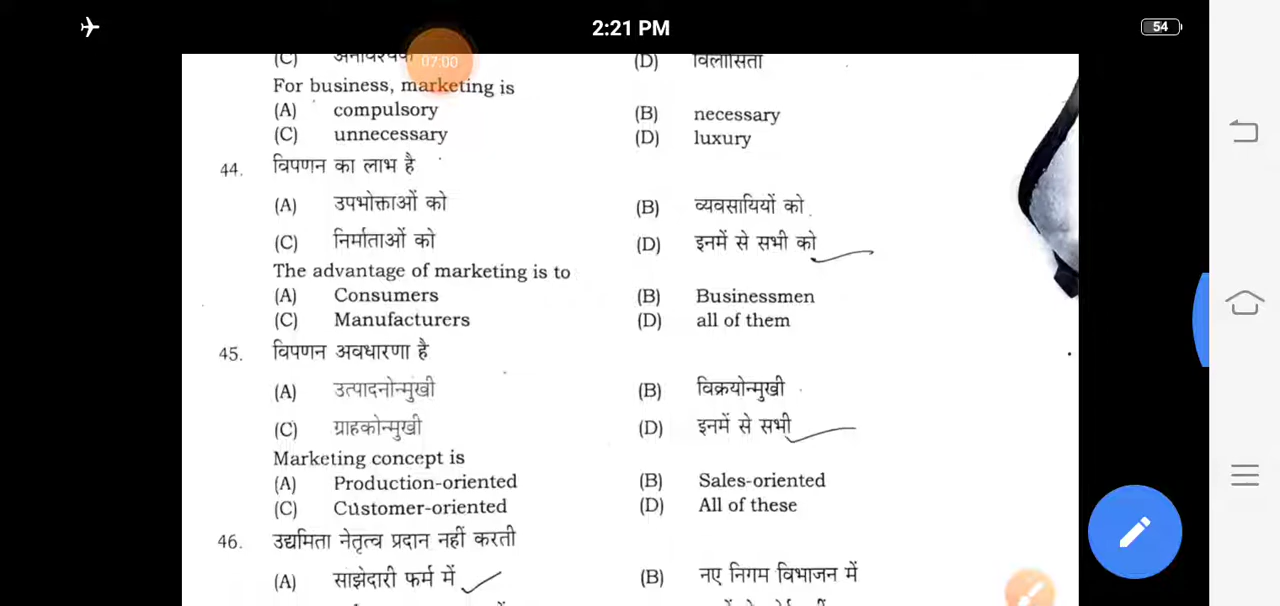 2:21 PM
54
07:00
(C) (D) विलासिता
For business, marketing is
(A) compulsory (B) necessary
(C) unnecessary (D) luxury
44. विपणन का लाभ है
(A) उपभोक्ताओं को (B) व्यवसायियों को
(C) निर्माताओं को (D) इनमें से सभी को
The advantage of marketing is to
(A) Consumers (B) Businessmen
(C) Manufacturers (D) all of them
45. विपणन अवधारणा है
(A) उत्पादनोन्मुखी (B) विक्रयोन्मुखी
(C) ग्राहकोन्मुखी (D) इनमें से सभी
Marketing concept is
(A) Production-oriented (B) Sales-oriented
(C) Customer-oriented (D) All of these
46. उद्यमिता नेतृत्व प्रदान नहीं करती
(A) साझेदारी फर्म में (B) नए निगम विभाजन में